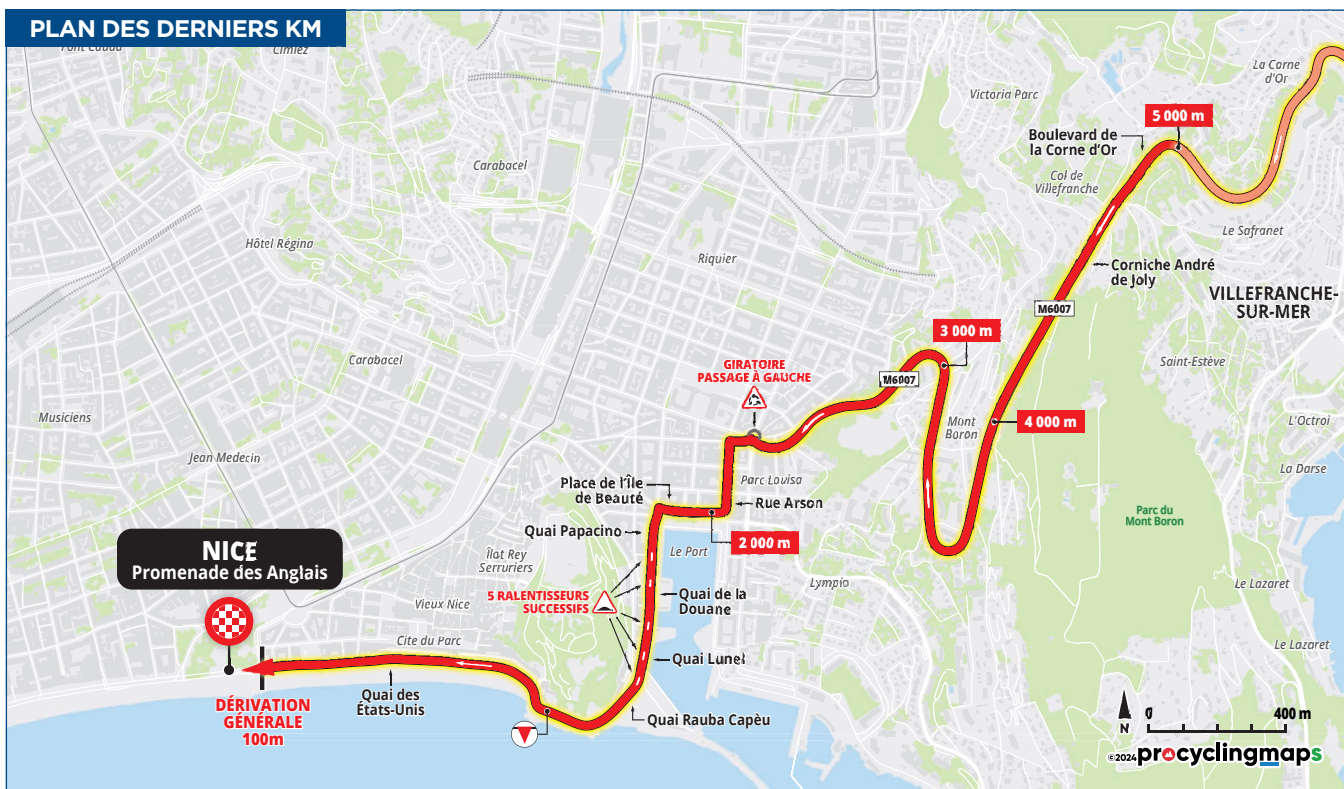 PLAN DES DERNIERS KM
Cimiez
La Corne
d'Or
Victoria Parc
5 000 m
Boulevard de
la Corne d'Or
Carabacel
Col de
Villefranche
Le Safranet
Hôtel Régina
Riquier
Corniche André
de Joly
VILLEFRANCHE-
SUR-MER
M6007
3 000 m
Carabacel
GIRATOIRE
PASSAGE À GAUCHE
M6007
Saint-Estève
Musiciens
Mont
Boron
4 000 m
L'Octroi
Jean Medecin
La Darse
Parc Louisa
Place de l'Île
de Beauté
Rue Arson
Parc du
Mont Boron
Quai Papacino
2 000 m
NICE
Promenade des Anglais
Le Port
Îlot Rey
Serruriers
Lympia
Le Lazaret
5 RALENTISSEURS
SUCCESSIFS
Quai de la
Douane
Vieux Nice
Cite du Parc
Le Lazaret
Quai Lunel
Quai des
États-Unis
DÉRIVATION
GÉNÉRALE
100m
Quai Rauba Capèu
N
0
400 m
©2024 procyclingmaps